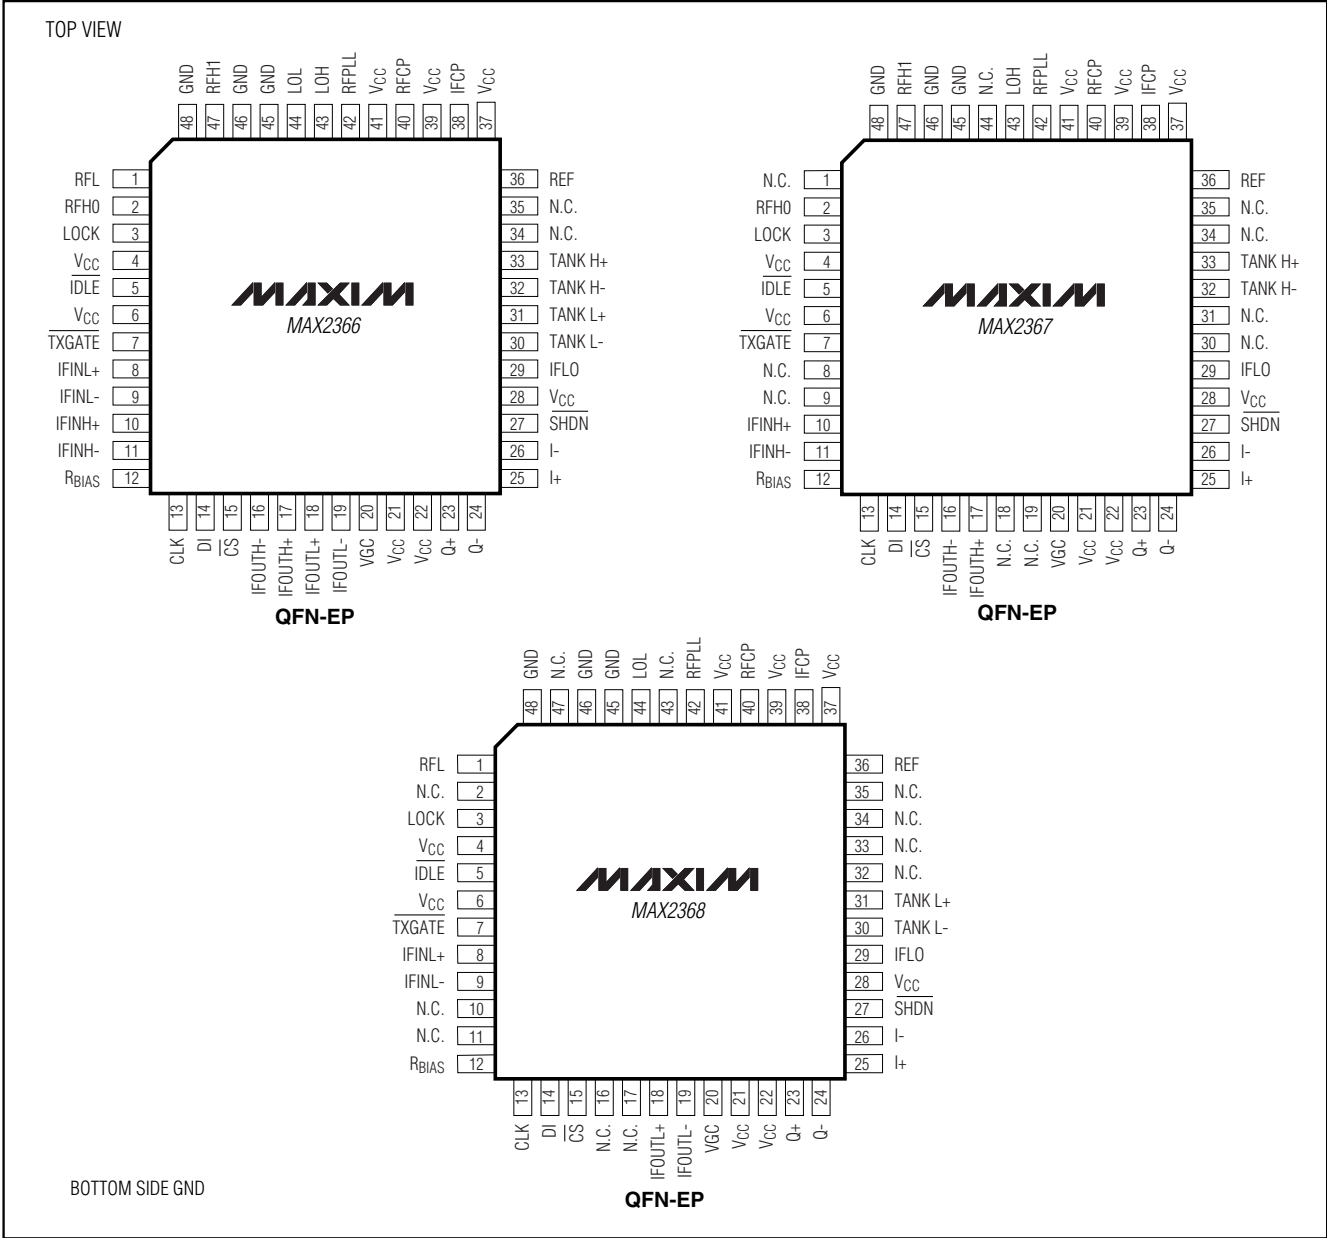 TOP VIEW
GND RFH1 GND GND LOL LOH RFPLL VCC RFCP VCC IFCP VCC
48 47 46 45 44 43 42 41 40 39 38 37
RFL 1
RFH0 2
LOCK 3
VCC 4
IDLE 5
VCC 6
TXGATE 7
IFINL+ 8
IFINL- 9
IFINH+ 10
IFINH- 11
RBIAS 12
MAXIM
MAX2366
36 REF
35 N.C.
34 N.C.
33 TANK H+
32 TANK H-
31 TANK L+
30 TANK L-
29 IFLO
28 VCC
27 SHDN
26 I-
25 I+
13 14 15 16 17 18 19 20 21 22 23 24
CLK DI CS IFOUTH- IFOUTH+ IFOUTL+ IFOUTL- VGC VCC VCC Q+ Q-
QFN-EP
GND RFH1 GND GND N.C. LOH RFPLL VCC RFCP VCC IFCP VCC
48 47 46 45 44 43 42 41 40 39 38 37
N.C. 1
RFH0 2
LOCK 3
VCC 4
IDLE 5
VCC 6
TXGATE 7
N.C. 8
N.C. 9
IFINH+ 10
IFINH- 11
RBIAS 12
MAXIM
MAX2367
36 REF
35 N.C.
34 N.C.
33 TANK H+
32 TANK H-
31 N.C.
30 N.C.
29 IFLO
28 VCC
27 SHDN
26 I-
25 I+
13 14 15 16 17 18 19 20 21 22 23 24
CLK DI CS IFOUTH- IFOUTH+ N.C. N.C. VGC VCC VCC Q+ Q-
QFN-EP
GND N.C. GND GND LOL N.C. RFPLL VCC RFCP VCC IFCP VCC
48 47 46 45 44 43 42 41 40 39 38 37
RFL 1
N.C. 2
LOCK 3
VCC 4
IDLE 5
VCC 6
TXGATE 7
IFINL+ 8
IFINL- 9
N.C. 10
N.C. 11
RBIAS 12
MAXIM
MAX2368
36 REF
35 N.C.
34 N.C.
33 N.C.
32 N.C.
31 TANK L+
30 TANK L-
29 IFLO
28 VCC
27 SHDN
26 I-
25 I+
13 14 15 16 17 18 19 20 21 22 23 24
CLK DI CS N.C. N.C. IFOUTL+ IFOUTL- VGC VCC VCC Q+ Q-
QFN-EP
BOTTOM SIDE GND